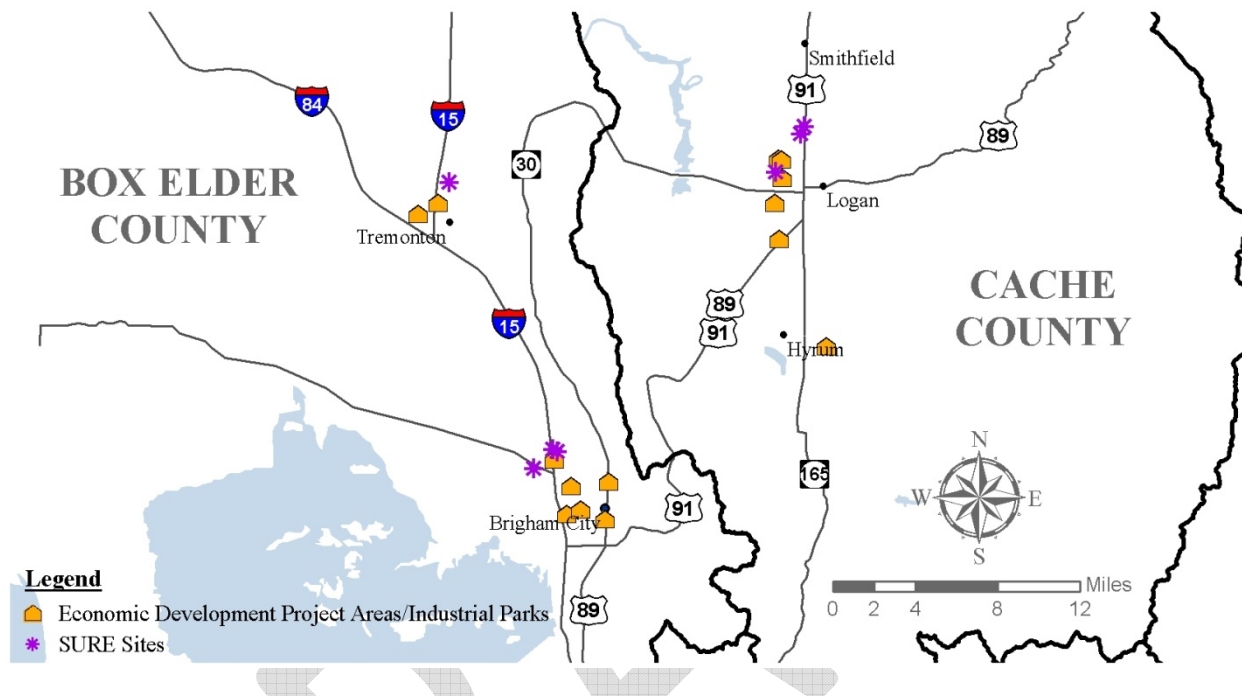 Smithfield
84
15
91
89
30
BOX ELDER
COUNTY
Logan
Tremonton
89
91
CACHE
COUNTY
15
Hyrum
165
N
W
E
S
91
Brigham City
Legend
Economic Development Project Areas/Industrial Parks
SURE Sites
89
Miles
0 2 4 8 12